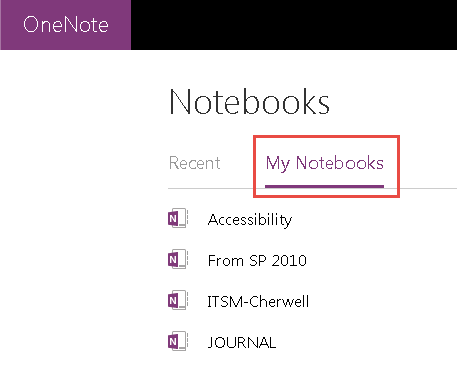 OneNote
Notebooks
Recent My Notebooks
N Accessibility
N From SP 2010
N ITSM-Cherwell
N JOURNAL